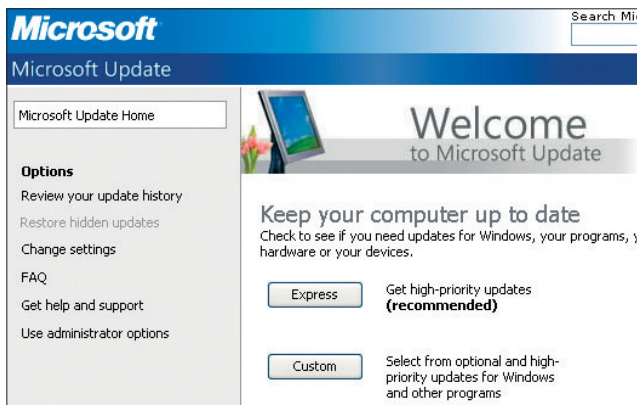 Microsoft
Search Mi
Microsoft Update
Microsoft Update Home
Options
Review your update history
Restore hidden updates
Change settings
FAQ
Get help and support
Use administrator options
Welcome
to Microsoft Update
Keep your computer up to date
Check to see if you need updates for Windows, your programs, y
hardware or your devices.
Express
Get high-priority updates
(recommended)
Custom
Select from optional and high-
priority updates for Windows
and other programs